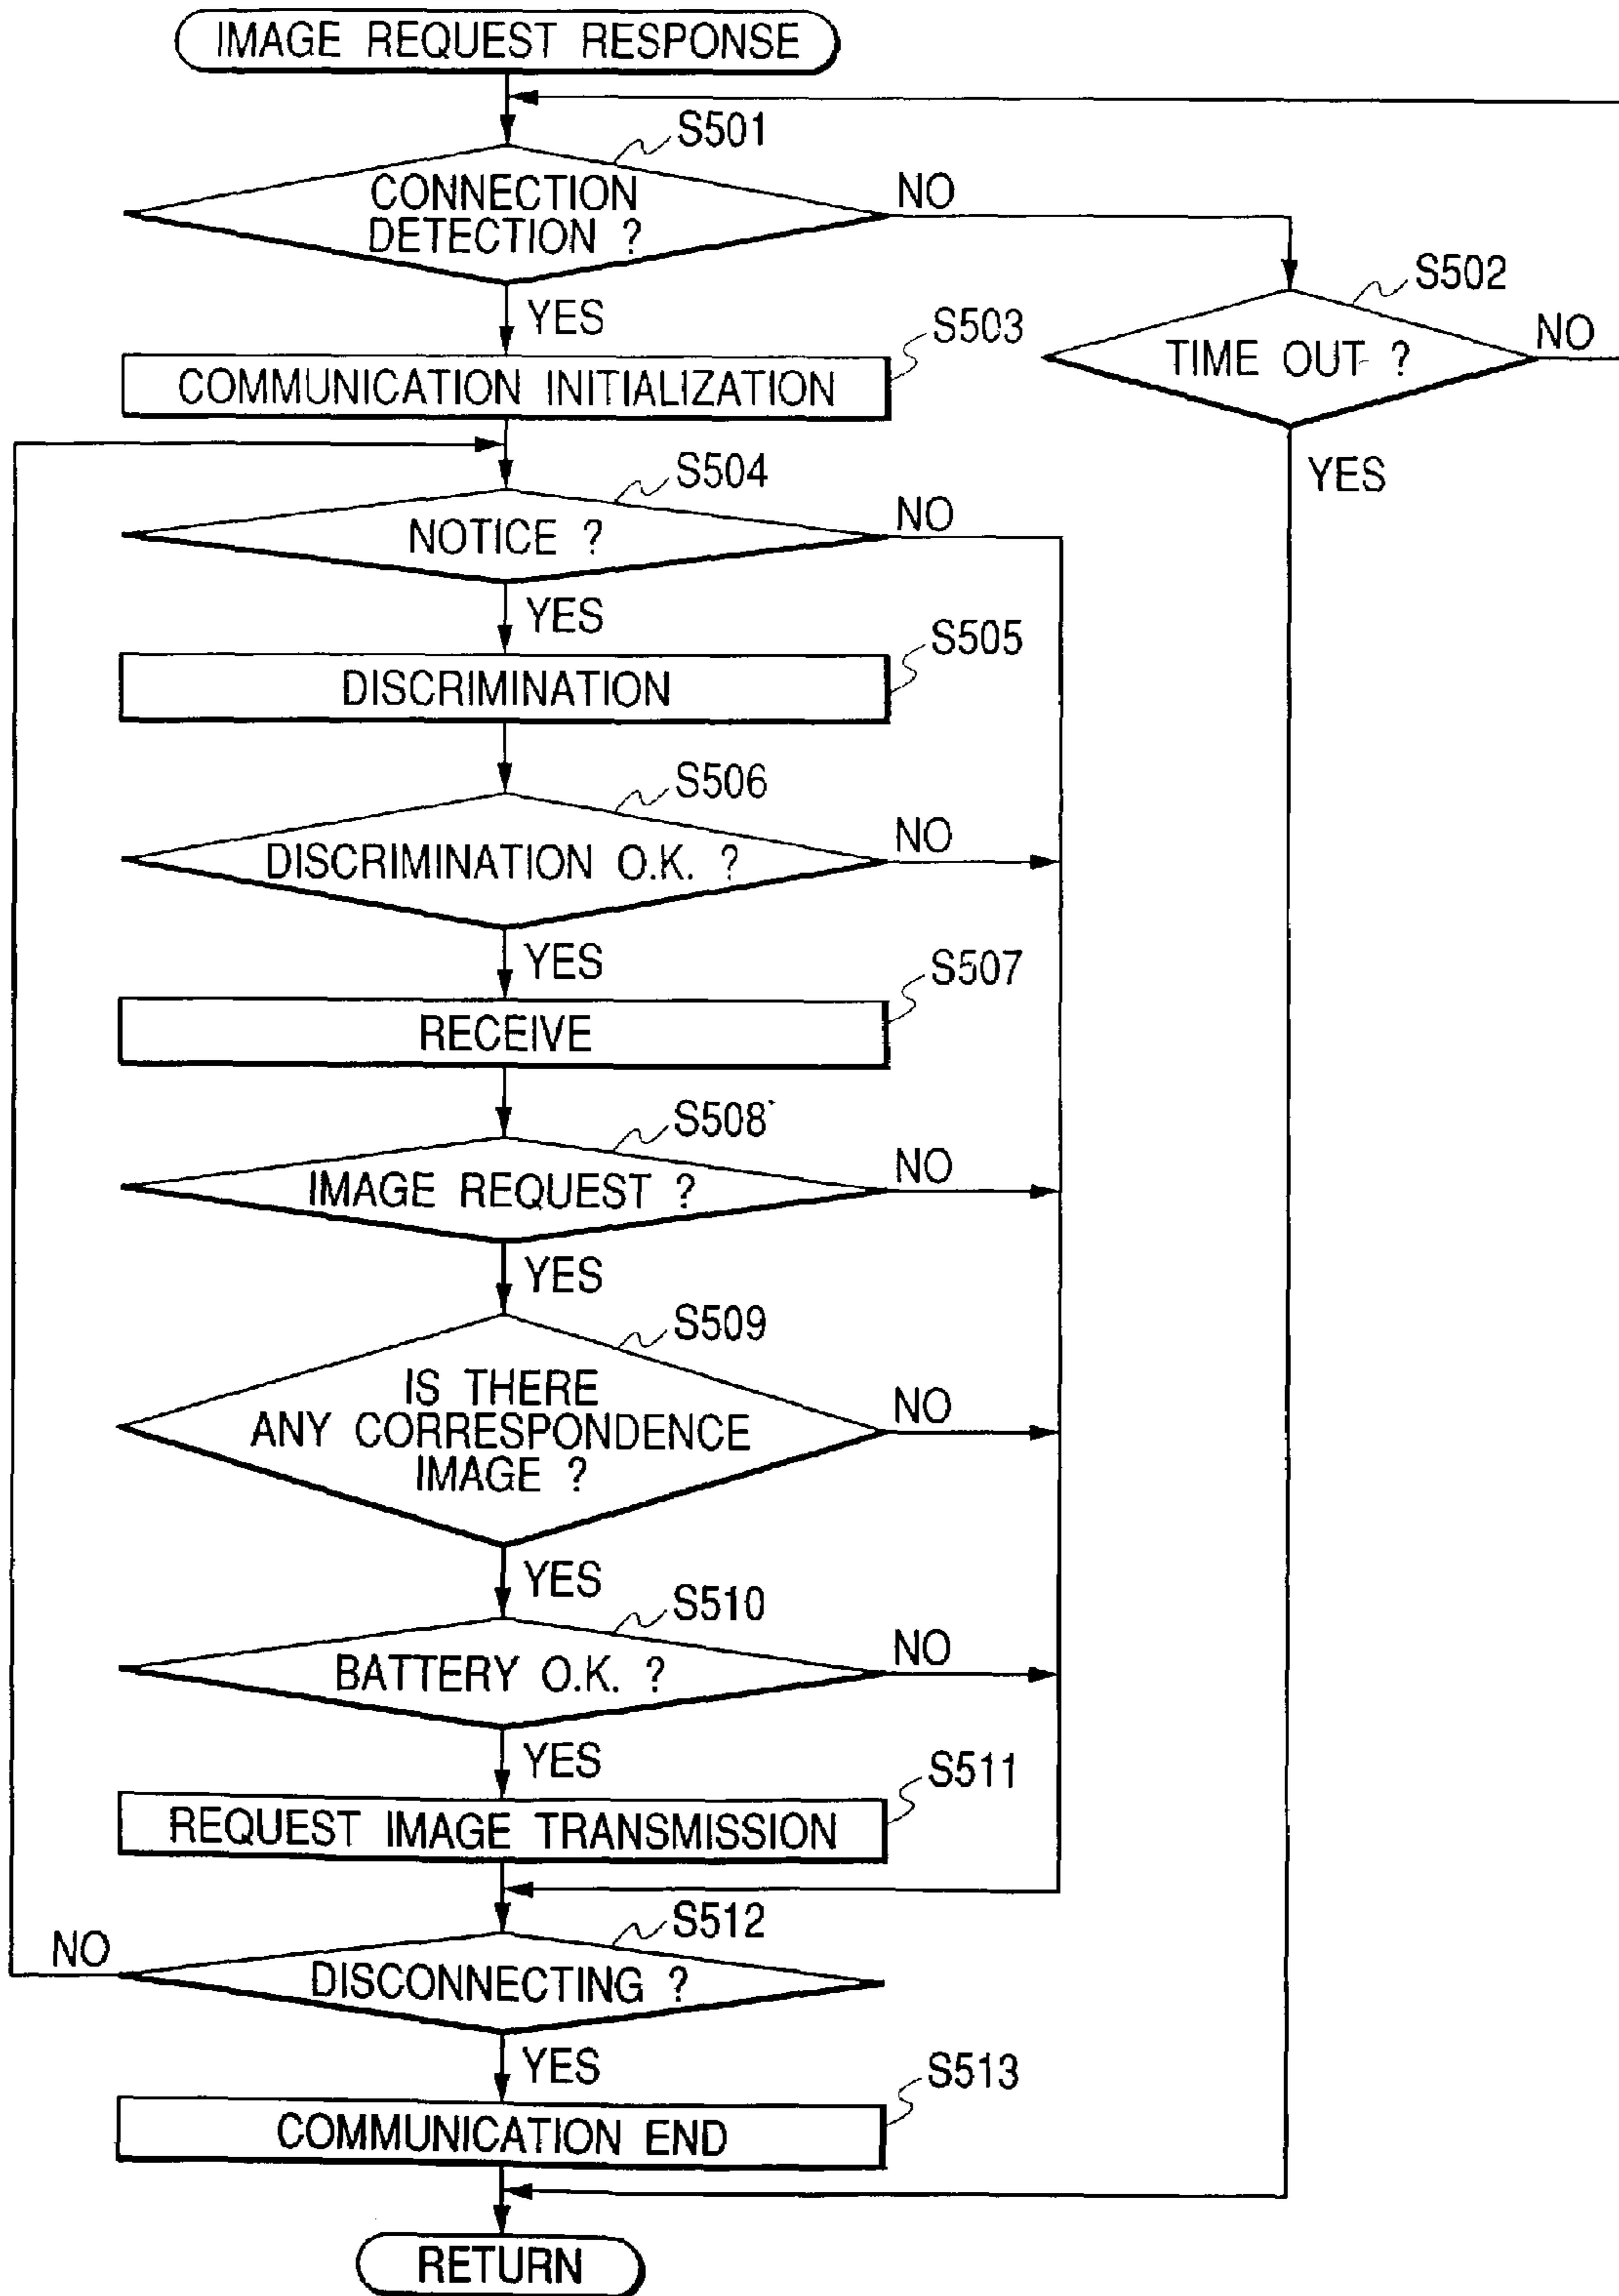 IMAGE REQUEST RESPONSE
S501
CONNECTION
DETECTION ?
NO
S502
TIME OUT ?
NO
YES
YES
S503
COMMUNICATION INITIALIZATION
S504
NOTICE ?
NO
YES
S505
DISCRIMINATION
S506
DISCRIMINATION O.K. ?
NO
YES
S507
RECEIVE
S508
IMAGE REQUEST ?
NO
YES
S509
IS THERE
ANY CORRESPONDENCE
IMAGE ?
NO
YES
S510
BATTERY O.K. ?
NO
YES
S511
REQUEST IMAGE TRANSMISSION
S512
NO
DISCONNECTING ?
YES
S513
COMMUNICATION END
RETURN